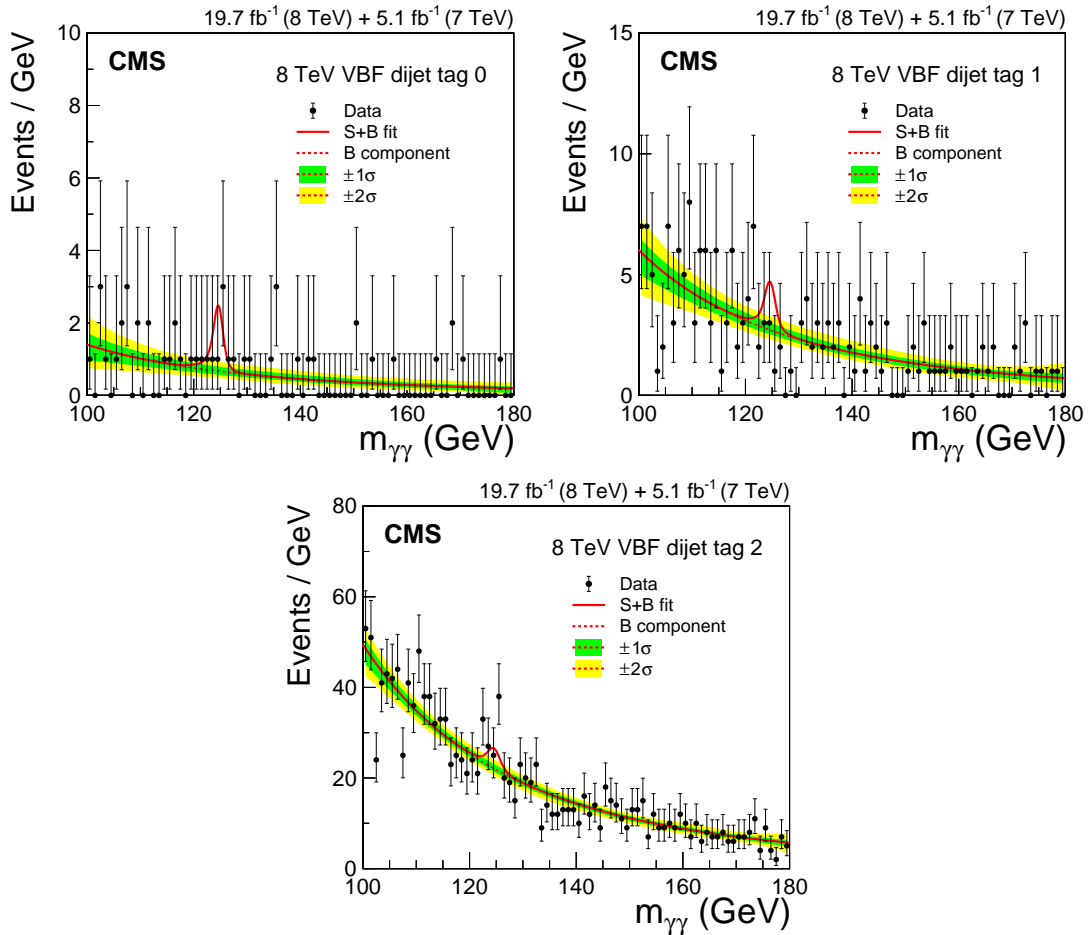 19.7 fb⁻¹ (8 TeV) + 5.1 fb⁻¹ (7 TeV)
CMS
8 TeV VBF dijet tag 0
Data
S+B fit
B component
±1σ
±2σ
Events / GeV
10
8
6
4
2
0
100 120 140 160 180
m_γγ (GeV)
19.7 fb⁻¹ (8 TeV) + 5.1 fb⁻¹ (7 TeV)
CMS
8 TeV VBF dijet tag 1
Data
S+B fit
B component
±1σ
±2σ
Events / GeV
15
10
5
0
100 120 140 160 180
m_γγ (GeV)
19.7 fb⁻¹ (8 TeV) + 5.1 fb⁻¹ (7 TeV)
CMS
8 TeV VBF dijet tag 2
Data
S+B fit
B component
±1σ
±2σ
Events / GeV
80
60
40
20
0
100 120 140 160 180
m_γγ (GeV)